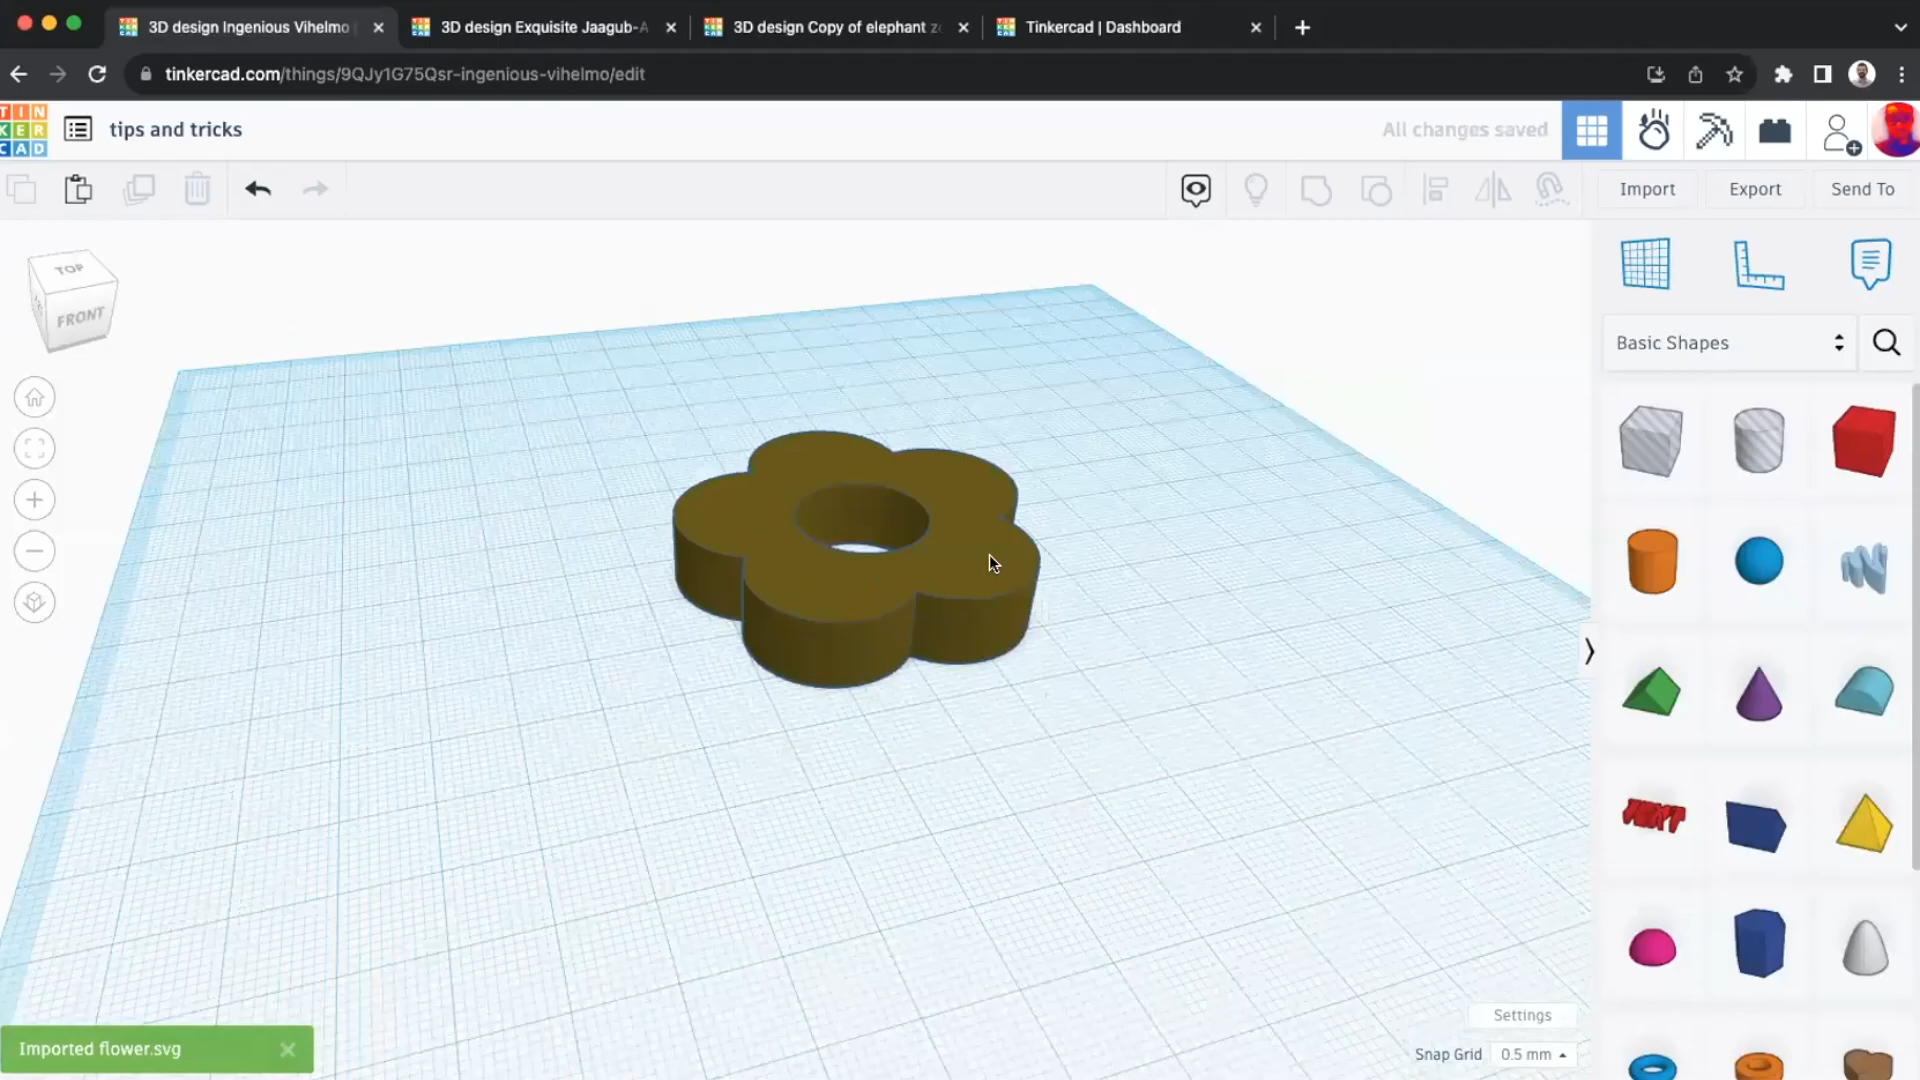 3D design Ingenious Vihelmo
3D design Exquisite Jaagub-A
3D design Copy of elephant
Tinkercad | Dashboard
tinkercad.com/things/9QJy1G75Qsr-ingenious-vihelmo/edit
TIN
KER
CAD
tips and tricks
All changes saved
Import
Export
Send To
TOP
FRONT
Basic Shapes
TEXT
Settings
Imported flower.svg
Snap Grid
0.5 mm